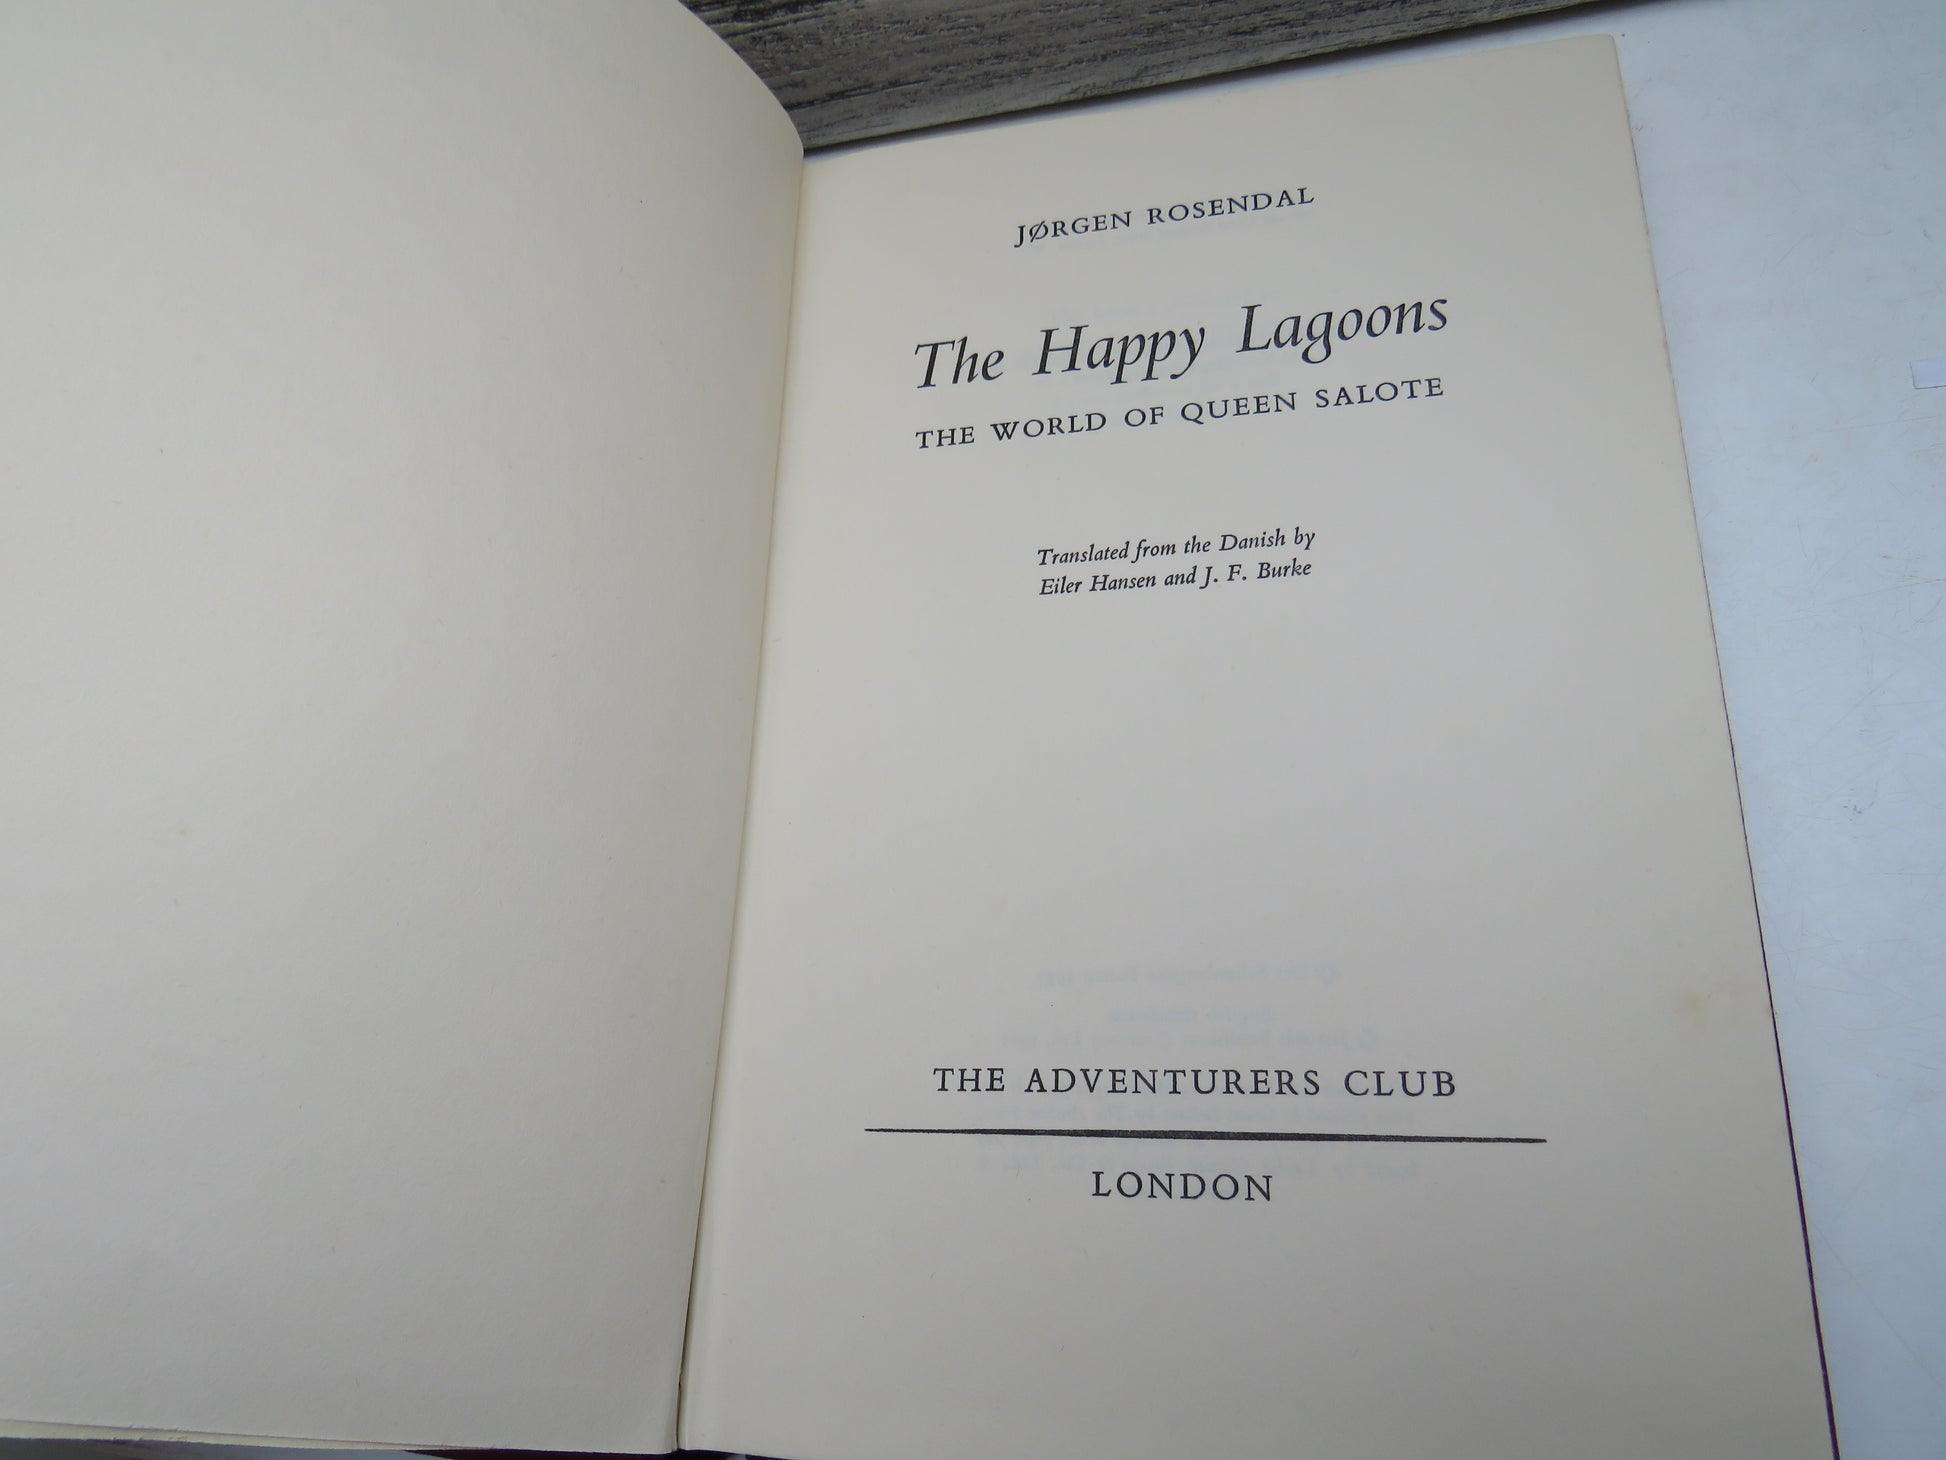 JØRGEN ROSENDAL
The Happy Lagoons
THE WORLD OF QUEEN SALOTE
Translated from the Danish by
Eiler Hansen and J. F. Burke
THE ADVENTURERS CLUB
LONDON